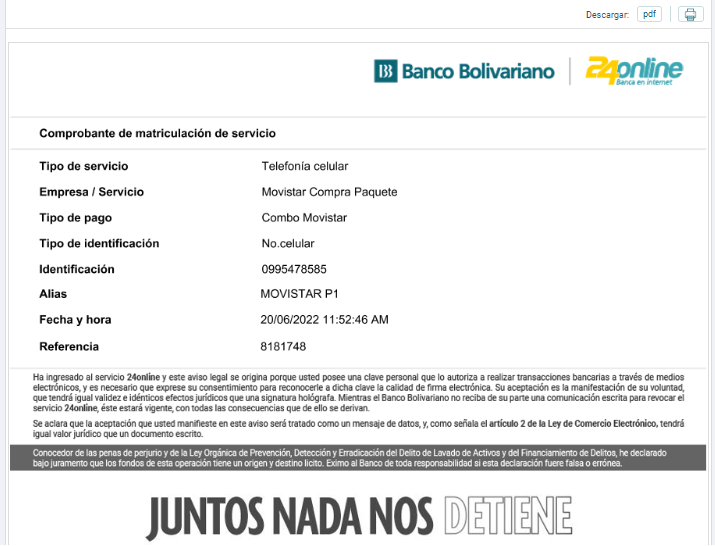 Descargar: pdf
B Banco Bolivariano 24online
Banca en internet
Comprobante de matriculación de servicio
Tipo de servicio Telefonía celular
Empresa / Servicio Movistar Compra Paquete
Tipo de pago Combo Movistar
Tipo de identificación No.celular
Identificación 0995478585
Alias MOVISTAR P1
Fecha y hora 20/06/2022 11:52:46 AM
Referencia 8181748
Ha ingresado al servicio 24online y este aviso legal se origina porque usted posee una clave personal que lo autoriza a realizar transacciones bancarias a través de medios
electrónicos, y es necesario que exprese su consentimiento para reconocerle a dicha clave la calidad de firma electrónica. Su aceptación es la manifestación de su voluntad,
que tendrá igual validez e idénticos efectos jurídicos que una signatura hológrafa. Mientras el Banco Bolivariano no reciba de su parte una comunicación escrita para revocar el
servicio 24online, éste estará vigente, con todas las consecuencias que de ello se derivan.
Se aclara que la aceptación que usted manifieste en este aviso será tratado como un mensaje de datos, y, como señala el artículo 2 de la Ley de Comercio Electrónico, tendrá
igual valor jurídico que un documento escrito.
Conocedor de las penas de perjurio y de la Ley Orgánica de Prevención, Detección y Erradicación del Delito de Lavado de Activos y del Financiamiento de Delitos, he declarado
bajo juramento que los fondos de esta operación tiene un origen y destino lícito. Eximo al Banco de toda responsabilidad si esta declaración fuere falsa o errónea.
JUNTOS NADA NOS DETIENE